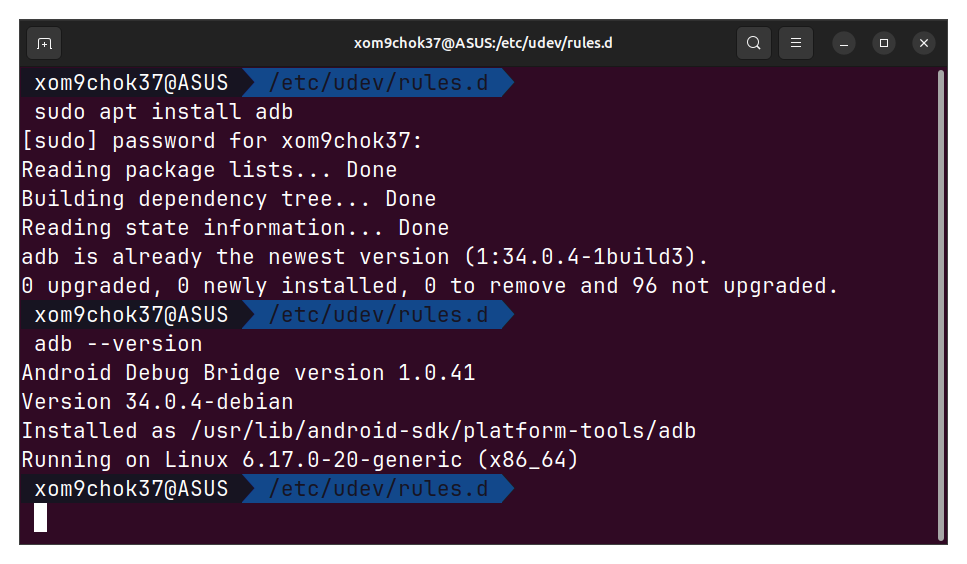 xom9chok37@ASUS:/etc/udev/rules.d
xom9chok37@ASUS /etc/udev/rules.d
sudo apt install adb
[sudo] password for xom9chok37:
Reading package lists... Done
Building dependency tree... Done
Reading state information... Done
adb is already the newest version (1:34.0.4-1build3).
0 upgraded, 0 newly installed, 0 to remove and 96 not upgraded.
xom9chok37@ASUS /etc/udev/rules.d
adb --version
Android Debug Bridge version 1.0.41
Version 34.0.4-debian
Installed as /usr/lib/android-sdk/platform-tools/adb
Running on Linux 6.17.0-20-generic (x86_64)
xom9chok37@ASUS /etc/udev/rules.d